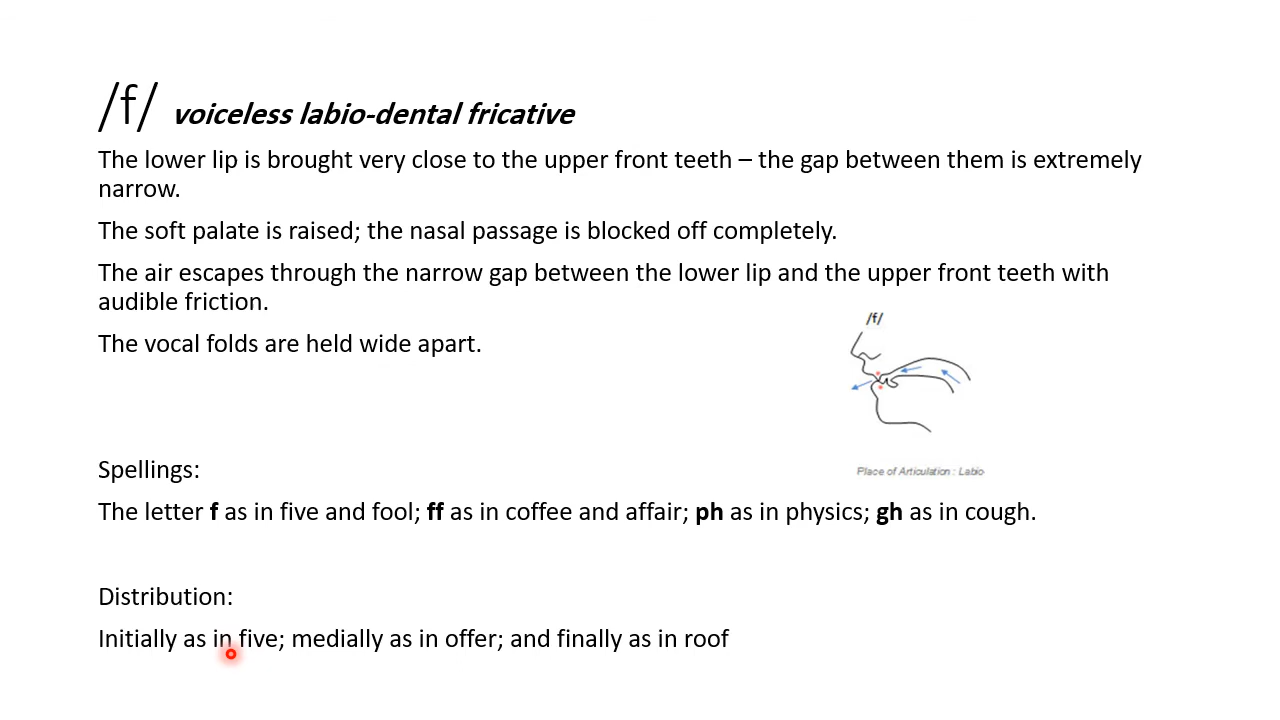 /f/ voiceless labio-dental fricative
The lower lip is brought very close to the upper front teeth – the gap between them is extremely
narrow.
The soft palate is raised; the nasal passage is blocked off completely.
The air escapes through the narrow gap between the lower lip and the upper front teeth with
audible friction.
The vocal folds are held wide apart.
/f/
Place of Articulation : Labio
Spellings:
The letter f as in five and fool; ff as in coffee and affair; ph as in physics; gh as in cough.
Distribution:
Initially as in five; medially as in offer; and finally as in roof